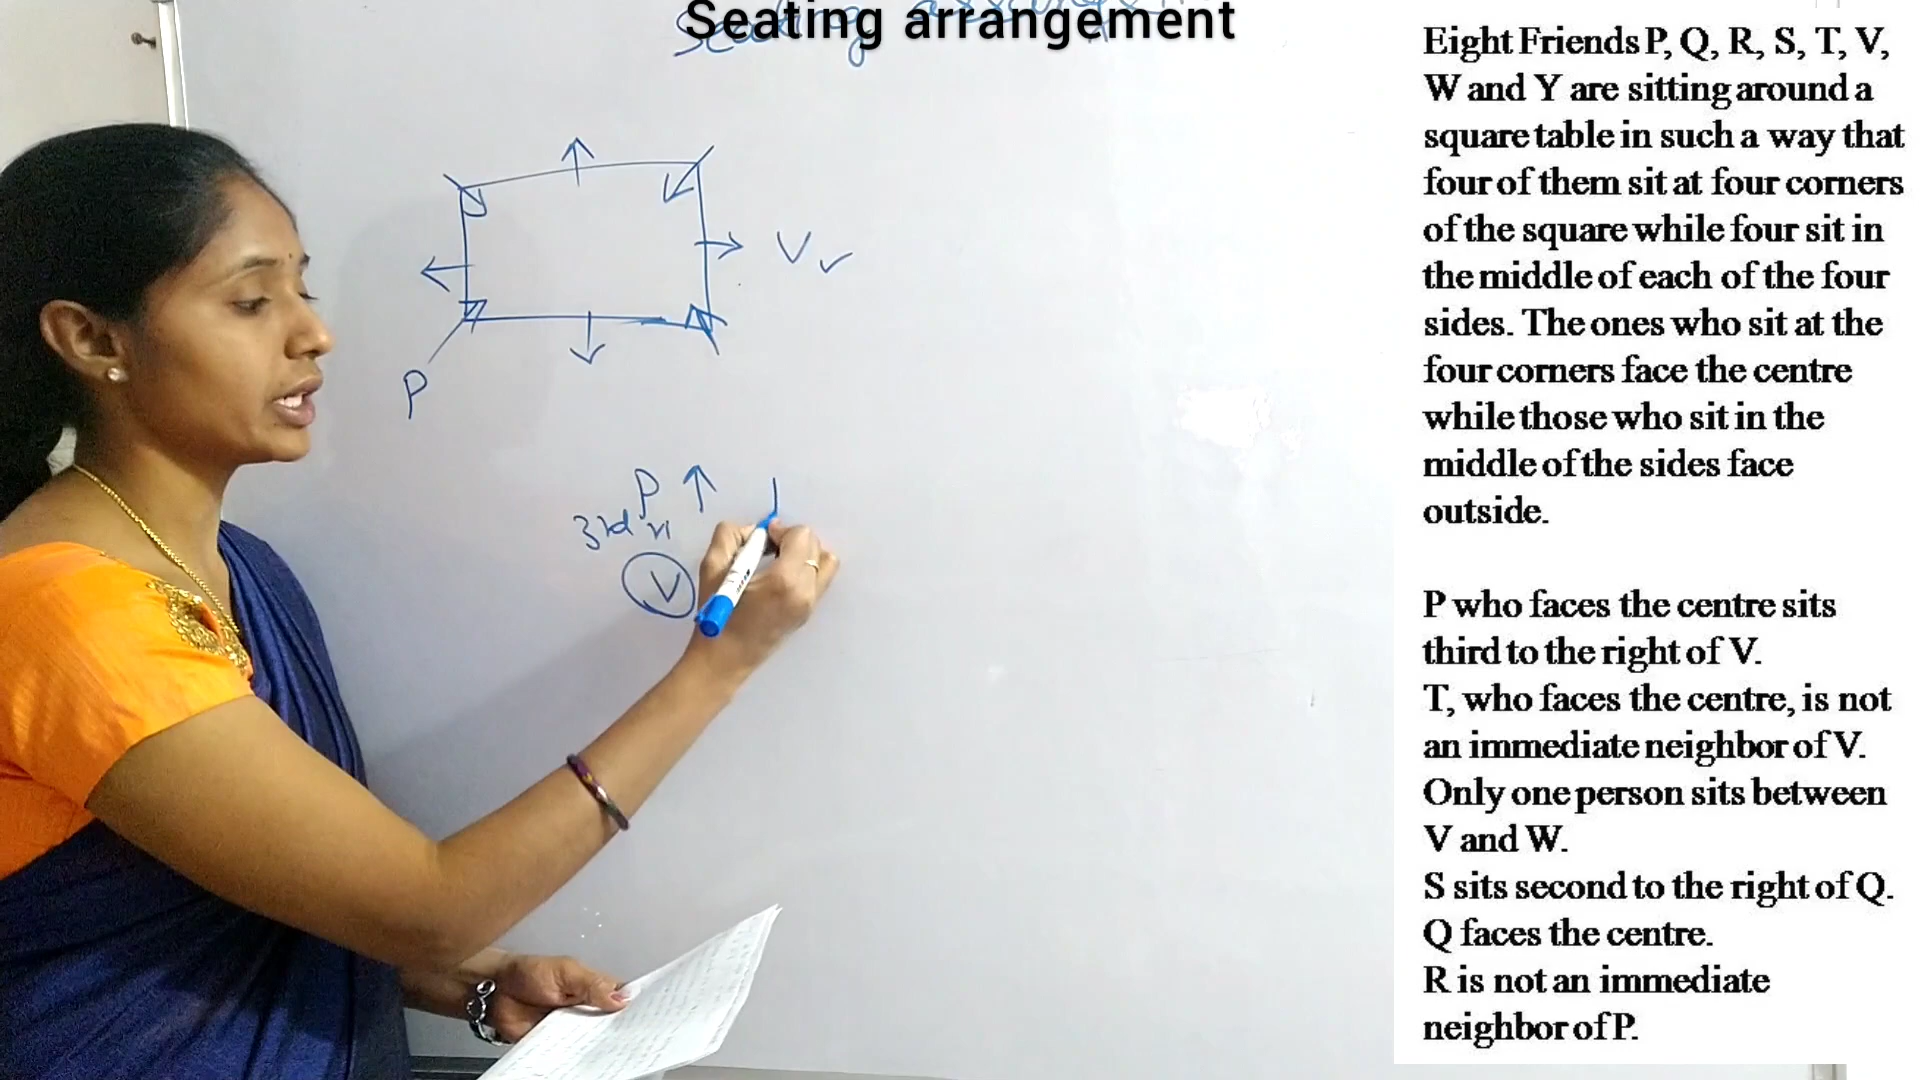 Seating arrangement
Seating
Eight Friends P, Q, R, S, T, V,
W and Y are sitting around a
square table in such a way that
four of them sit at four corners
of the square while four sit in
the middle of each of the four
sides. The ones who sit at the
four corners face the centre
while those who sit in the
middle of the sides face
outside.
P who faces the centre sits
third to the right of V.
T, who faces the centre, is not
an immediate neighbor of V.
Only one person sits between
V and W.
S sits second to the right of Q.
Q faces the centre.
R is not an immediate
neighbor of P.
V
P
P
3rd
V